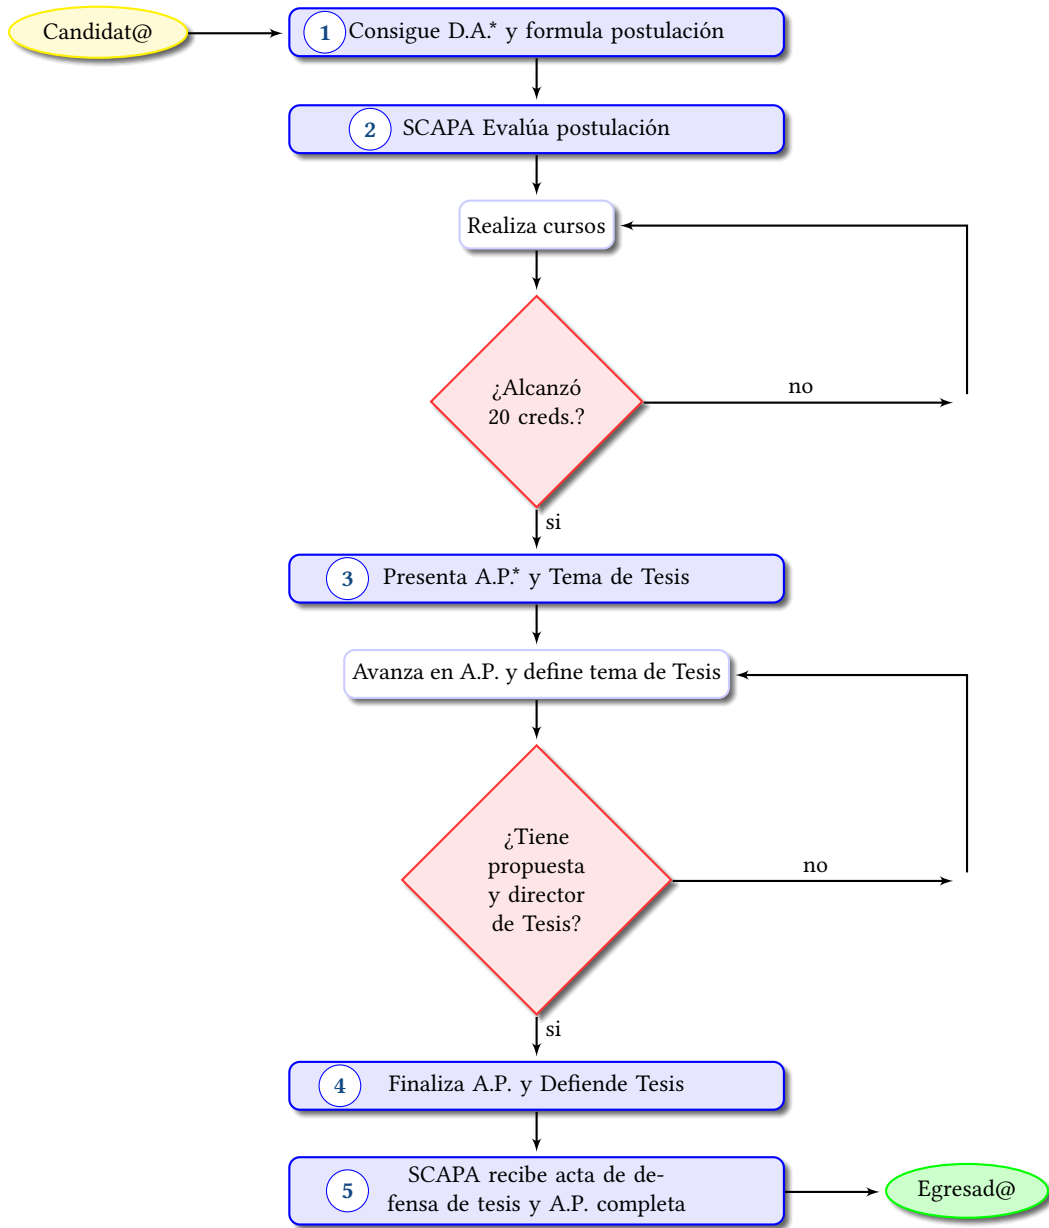 Candidat@
1 Consigue D.A.* y formula postulación
2 SCAPA Evalúa postulación
Realiza cursos
¿Alcanzó
20 creds.?
no
si
3 Presenta A.P.* y Tema de Tesis
Avanza en A.P. y define tema de Tesis
¿Tiene
propuesta
y director
de Tesis?
no
si
4 Finaliza A.P. y Defiende Tesis
5 SCAPA recibe acta de de-
fensa de tesis y A.P. completa
Egresad@